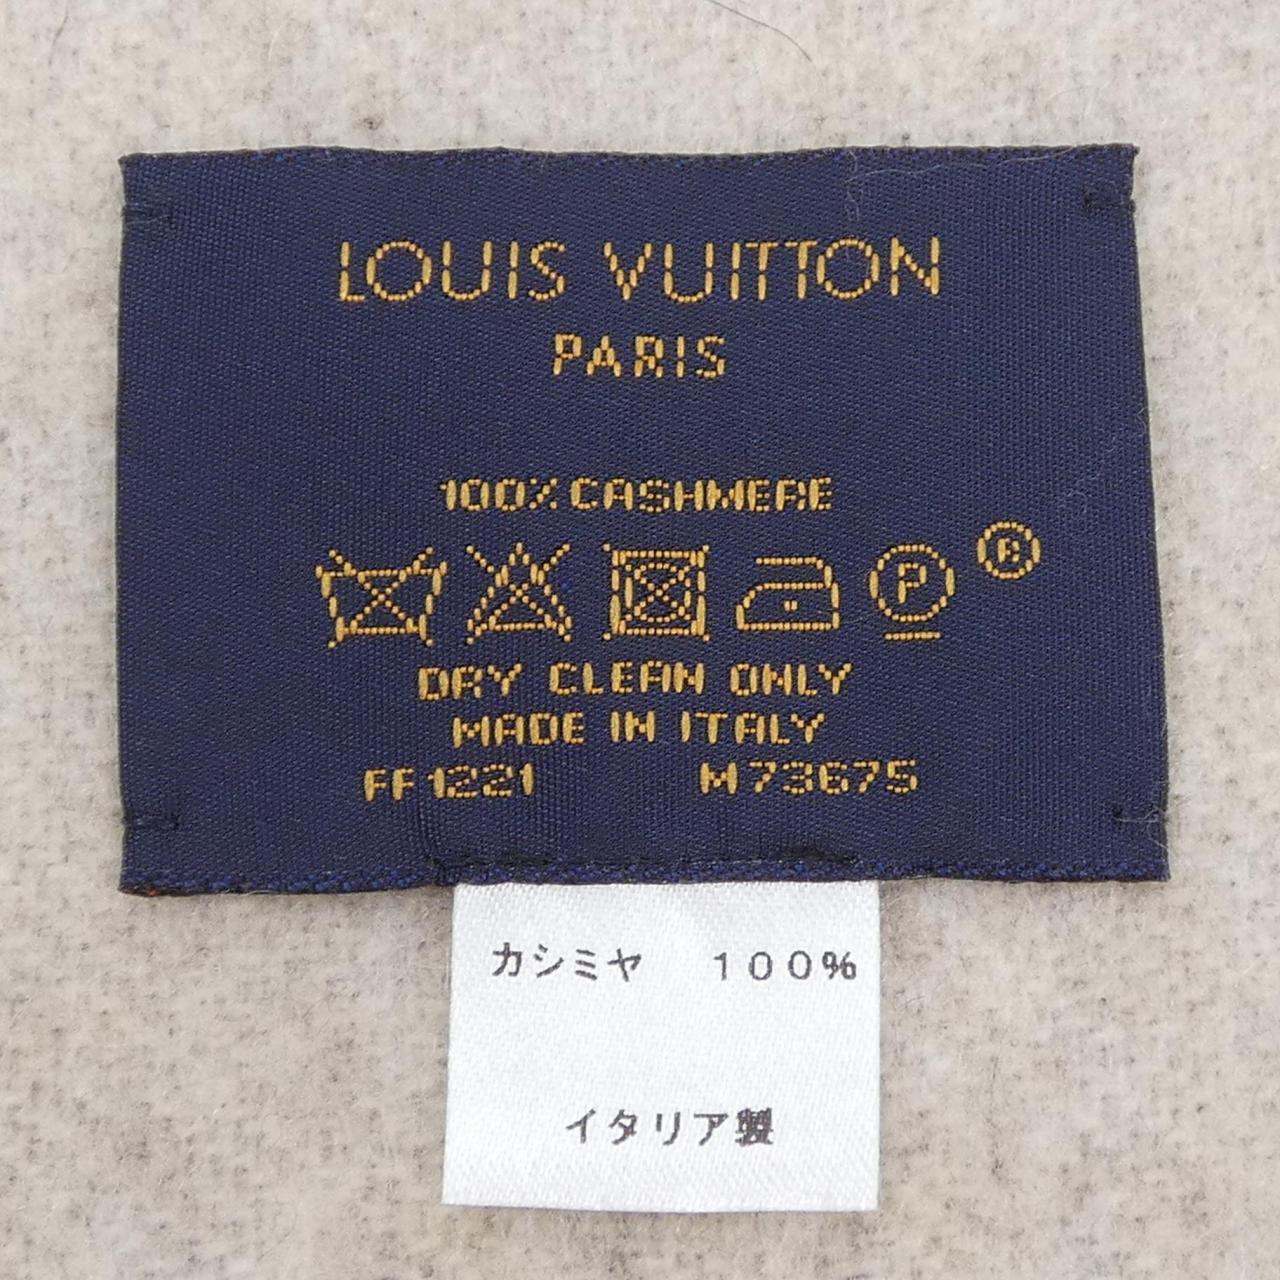 LOUIS VUITTON
PARIS
100% CASHMERE
P ®
DRY CLEAN ONLY
MADE IN ITALY
FF1221 M73675
カシミヤ 100%
イタリア製